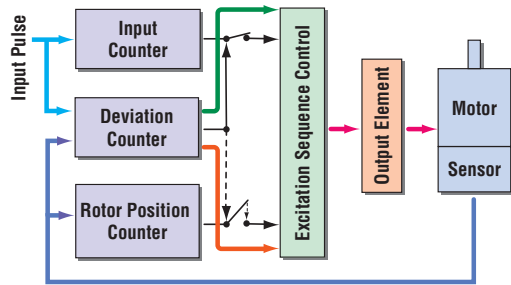 Input Pulse
Input
Counter
Deviation
Counter
Rotor Position
Counter
Excitation Sequence Control
Output Element
Motor
Sensor